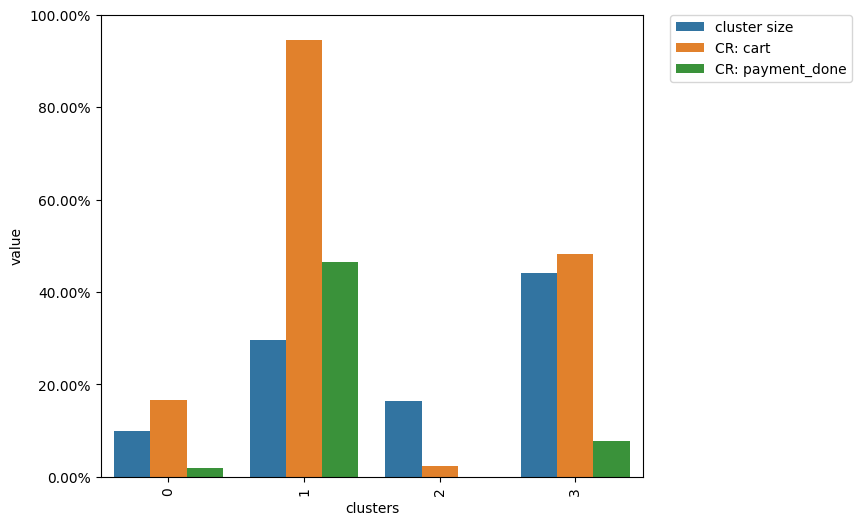 100.00%
80.00%
60.00%
40.00%
20.00%
0.00%
value
0
1
2
3
clusters
cluster size
CR: cart
CR: payment_done